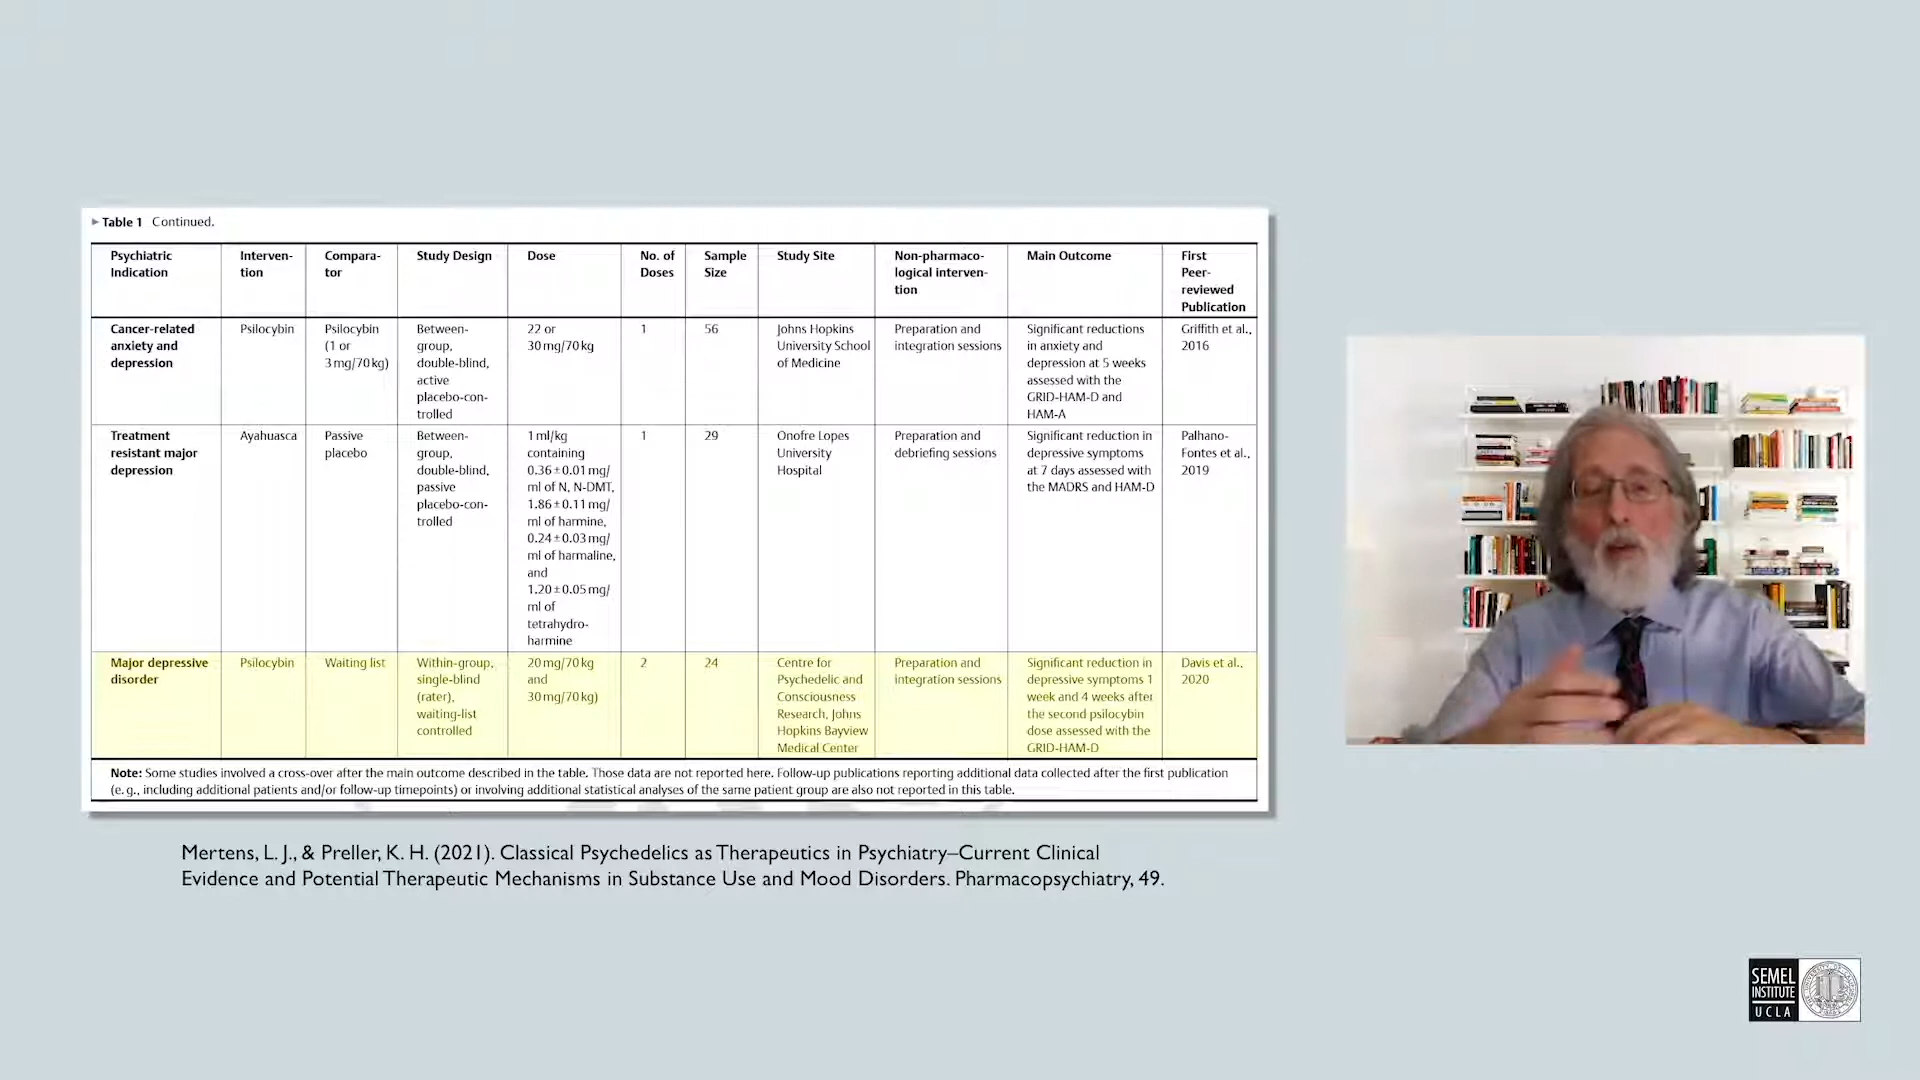 ▶ Table 1 Continued.
Psychiatric Indication
Interven-
tion
Compara-
tor
Study Design
Dose
No. of
Doses
Sample
Size
Study Site
Non-pharmaco-
logical interven-
tion
Main Outcome
First
Peer-
reviewed
Publication
Cancer-related
anxiety and
depression
Psilocybin
Psilocybin
(1 or
3 mg/70 kg)
Between-
group,
double-blind,
active
placebo-con-
trolled
22 or
30 mg/70 kg
1
56
Johns Hopkins
University School
of Medicine
Preparation and
integration sessions
Significant reductions
in anxiety and
depression at 5 weeks
assessed with the
GRID-HAM-D and
HAM-A
Griffith et al.,
2016
Treatment
resistant major
depression
Ayahuasca
Passive
placebo
Between-
group,
double-blind,
passive
placebo-con-
trolled
1 ml/kg
containing
0.36 ± 0.01 mg/
ml of N, N-DMT,
1.86 ± 0.11 mg/
ml of harmine,
0.24 ± 0.03 mg/
ml of harmaline,
and
1.20 ± 0.05 mg/
ml of
tetrahydro-
harmine
1
29
Onofre Lopes
University
Hospital
Preparation and
debriefing sessions
Significant reduction in
depressive symptoms
at 7 days assessed with
the MADRS and HAM-D
Palhano-
Fontes et al.,
2019
Major depressive
disorder
Psilocybin
Waiting list
Within-group,
single-blind
(rater),
waiting-list
controlled
20 mg/70 kg
and
30 mg/70 kg)
2
24
Centre for
Psychedelic and
Consciousness
Research, Johns
Hopkins Bayview
Medical Center
Preparation and
integration sessions
Significant reduction in
depressive symptoms 1
week and 4 weeks after
the second psilocybin
dose assessed with the
GRID-HAM-D
Davis et al.,
2020
Note: Some studies involved a cross-over after the main outcome described in the table. Those data are not reported here. Follow-up publications reporting additional data collected after the first publication
(e. g., including additional patients and/or follow-up timepoints) or involving additional statistical analyses of the same patient group are also not reported in this table.
Mertens, L. J., & Preller, K. H. (2021). Classical Psychedelics as Therapeutics in Psychiatry–Current Clinical
Evidence and Potential Therapeutic Mechanisms in Substance Use and Mood Disorders. Pharmacopsychiatry, 49.
SEMEL
INSTITUTE
UCLA